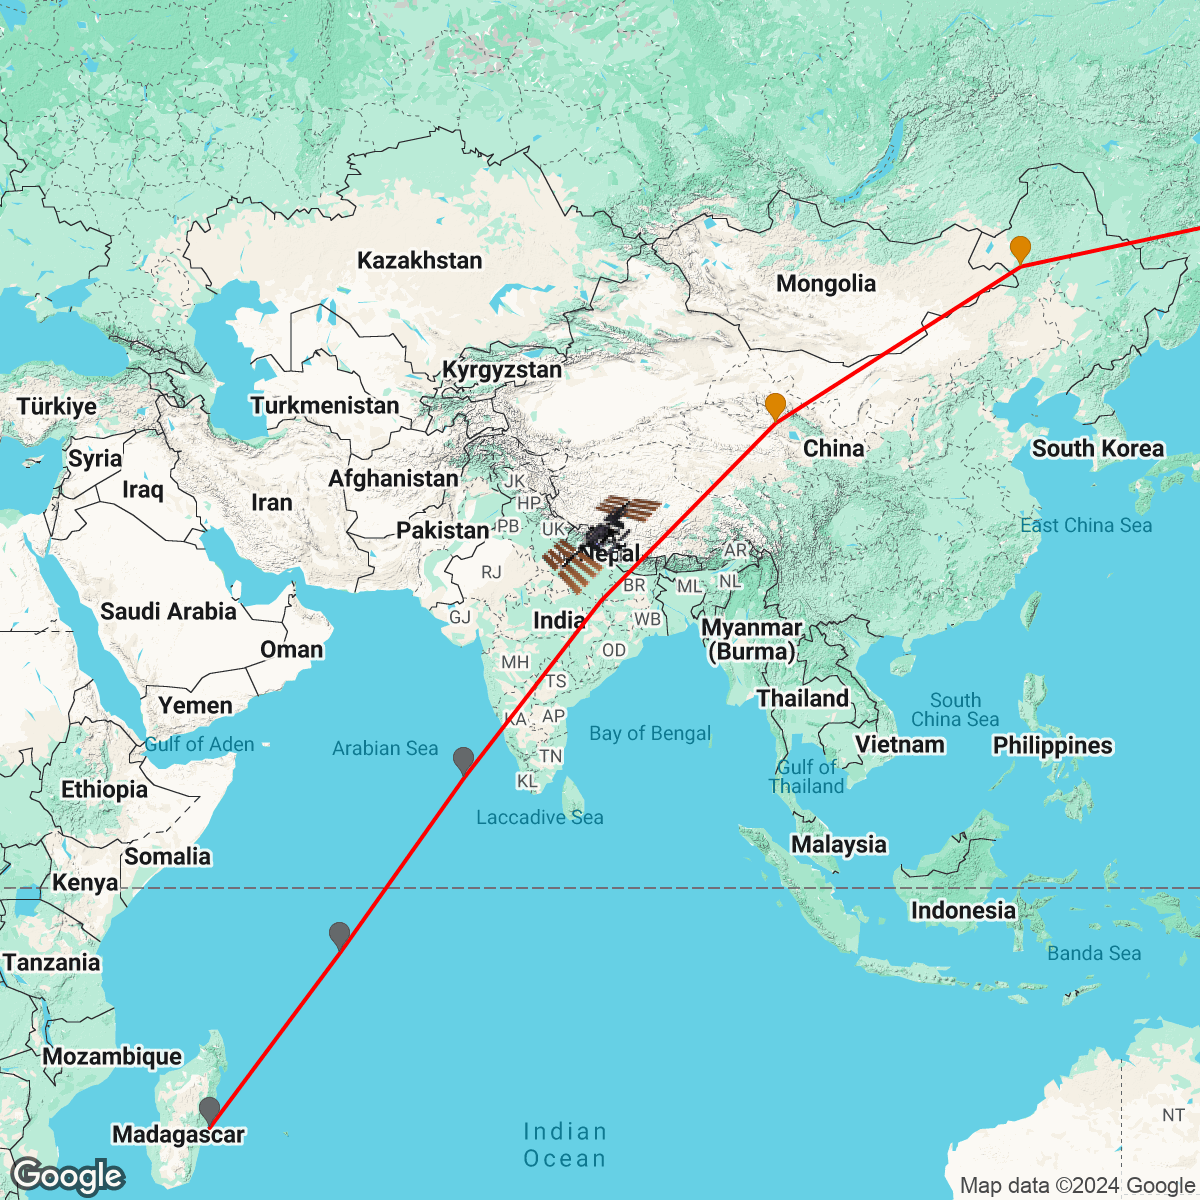 Kazakhstan
Mongolia
Kyrgyzstan
Türkiye
Turkmenistan
China
South Korea
Syria
Afghanistan
JK
Iraq
Iran
HP
Pakistan
PB
UK
East China Sea
Nepal
AR
RJ
BR
ML
NL
Saudi Arabia
GJ
India
WB
Myanmar
(Burma)
Oman
OD
MH
TS
Yemen
Thailand
South
China Sea
KA
AP
Gulf of Aden
Arabian Sea
Bay of Bengal
Vietnam
Philippines
TN
Gulf of
Thailand
KL
Ethiopia
Laccadive Sea
Malaysia
Somalia
Kenya
Indonesia
Tanzania
Banda Sea
Mozambique
NT
Madagascar
Indian
Ocean
Google
Map data ©2024 Google